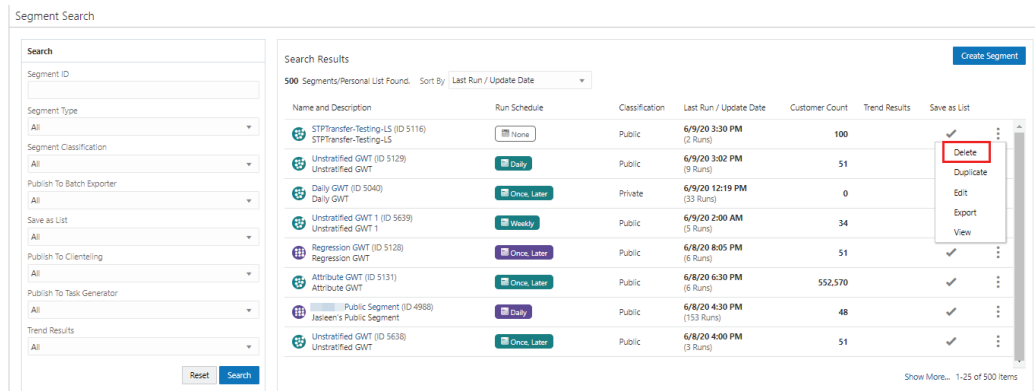 Segment Search
Search
Segment ID
Segment Type
All
Segment Classification
All
Publish To Batch Exporter
All
Save as List
All
Publish To Clienteling
All
Publish To Task Generator
All
Trend Results
All
Reset Search
Search Results
Create Segment
500 Segments/Personal List Found. Sort By Last Run / Update Date
Name and Description Run Schedule Classification Last Run / Update Date Customer Count Trend Results Save as List
STPTransfer-Testing-LS (ID 5116) None Public 6/9/20 3:30 PM 100
STPTransfer-Testing-LS (2 Runs)
Unstratified GWT (ID 5129) Daily Public 6/9/20 3:02 PM 51
Unstratified GWT (9 Runs)
Daily GWT (ID 5040) Once, Later Private 6/9/20 12:19 PM 0
Daily GWT (33 Runs)
Unstratified GWT 1 (ID 5639) Weekly Public 6/9/20 2:00 AM 34
Unstratified GWT 1 (5 Runs)
Regression GWT (ID 5128) Once, Later Public 6/8/20 8:05 PM 51
Regression GWT (6 Runs)
Attribute GWT (ID 5131) Once, Later Public 6/8/20 6:30 PM 552,570
Attribute GWT (6 Runs)
Public Segment (ID 4988) Daily Public 6/8/20 4:30 PM 48
Jasleen's Public Segment (153 Runs)
Unstratified GWT (ID 5638) Once, Later Public 6/8/20 4:00 PM 51
Unstratified GWT (3 Runs)
Delete
Duplicate
Edit
Export
View
Show More... 1-25 of 500 items